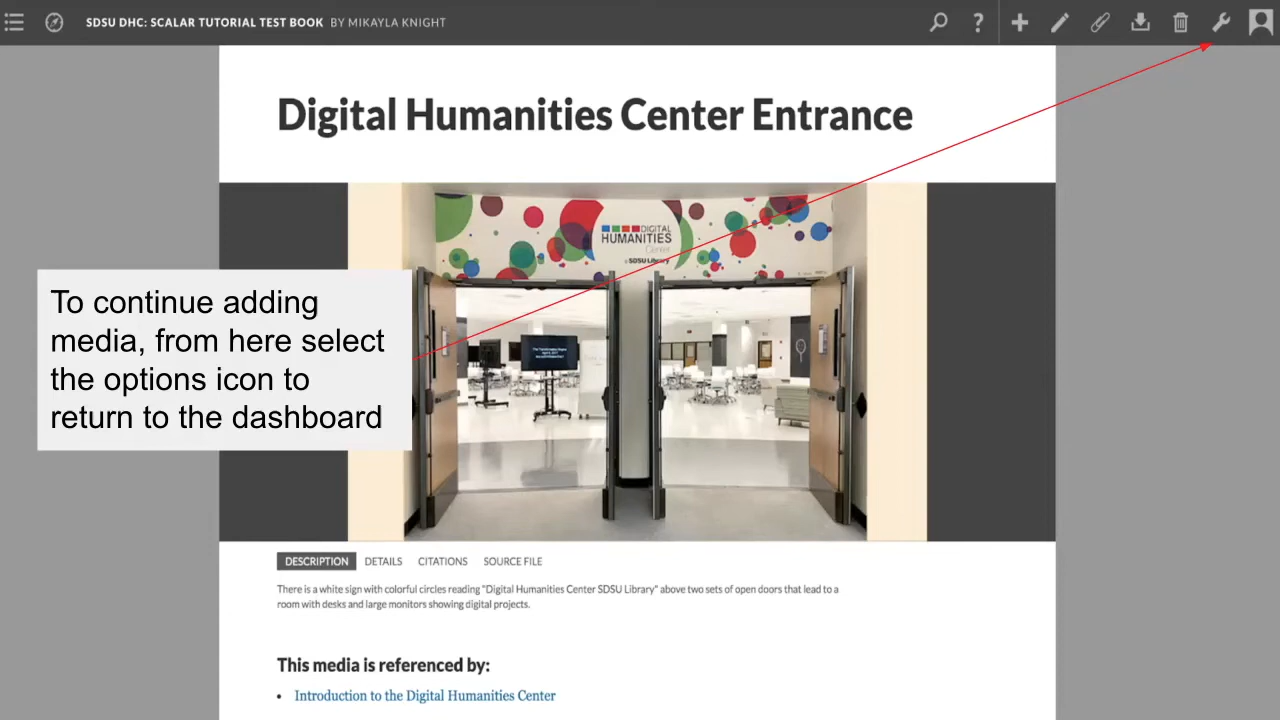 SDSU DHC: SCALAR TUTORIAL TEST BOOK BY MIKAYLA KNIGHT
?
Digital Humanities Center Entrance
DIGITAL
HUMANITIES
Center
SDSU Library
To continue adding
media, from here select
the options icon to
return to the dashboard
DESCRIPTION DETAILS CITATIONS SOURCE FILE
There is a white sign with colorful circles reading "Digital Humanities Center SDSU Library" above two sets of open doors that lead to a
room with desks and large monitors showing digital projects.
This media is referenced by:
• Introduction to the Digital Humanities Center